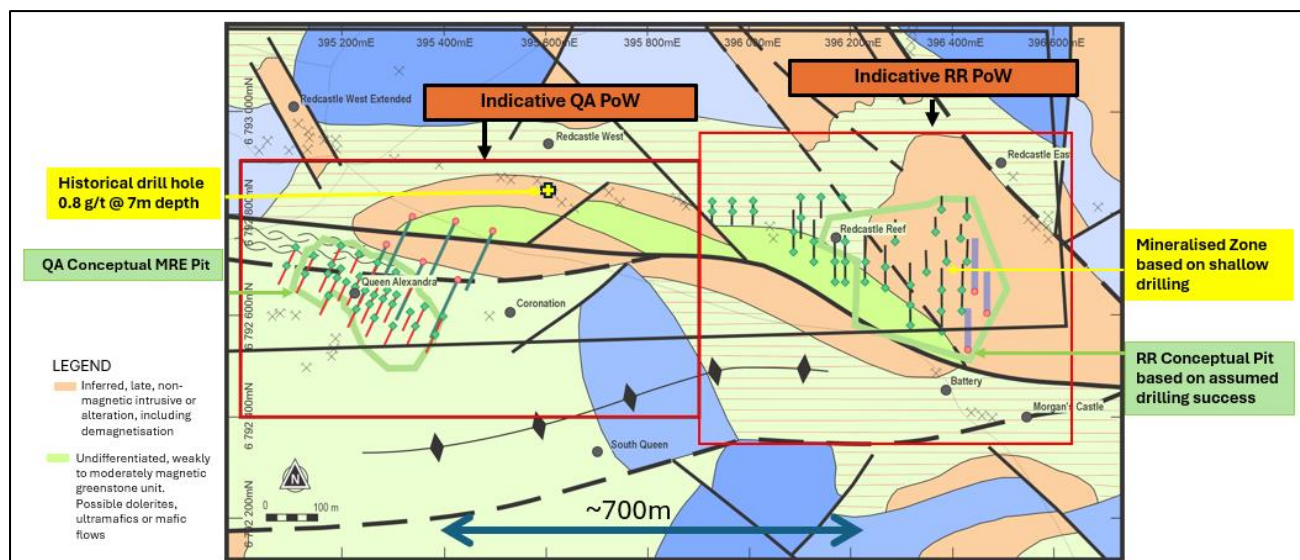 395 200mE
395 400mE
395 600mE
395 800mE
396 000mE
396 200mE
396 400mE
396 600mE
Indicative QA PoW
Indicative RR PoW
6 793 000mN
6 792 800mN
6 792 600mN
6 792 400mN
6 792 200mN
Redcastle West Extended
Redcastle West
Redcastle East
Historical drill hole
0.8 g/t @ 7m depth
Redcastle Reef
Mineralised Zone
based on shallow
drilling
QA Conceptual MRE Pit
Queen Alexandra
Coronation
RR Conceptual Pit
based on assumed
drilling success
Battery
Morgan's Castle
South Queen
LEGEND
Inferred, late, non-
magnetic intrusive or
alteration, including
demagnetisation
Undifferentiated, weakly
to moderately magnetic
greenstone unit.
Possible dolerites,
ultramafics or mafic
flows
N
0 100 m
~700m